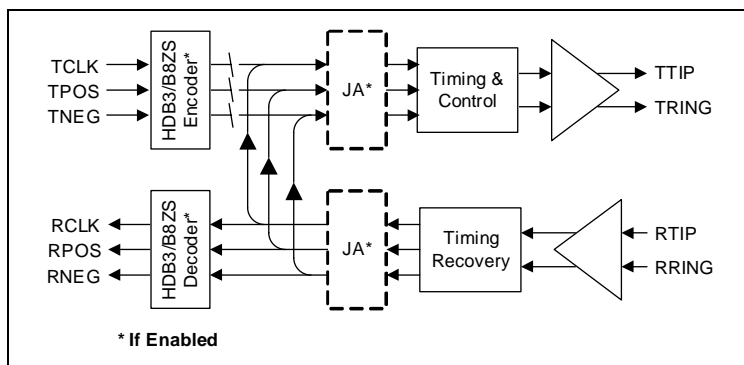 TCLK
TPOS
TNEG
HDB3/B8ZS
Encoder*
JA*
Timing &
Control
TTIP
TRING
RCLK
RPOS
RNEG
HDB3/B8ZS
Decoder*
JA*
Timing
Recovery
RTIP
RRING
* If Enabled